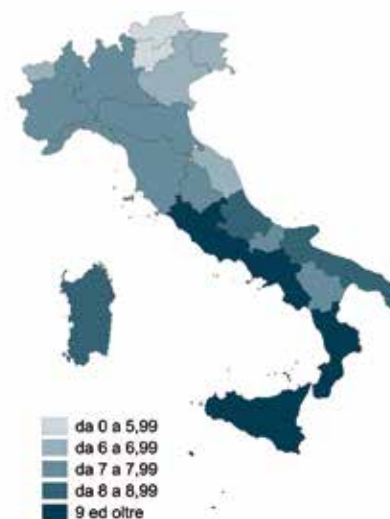 da 0 a 5,99
da 6 a 6,99
da 7 a 7,99
da 8 a 8,99
9 ed oltre